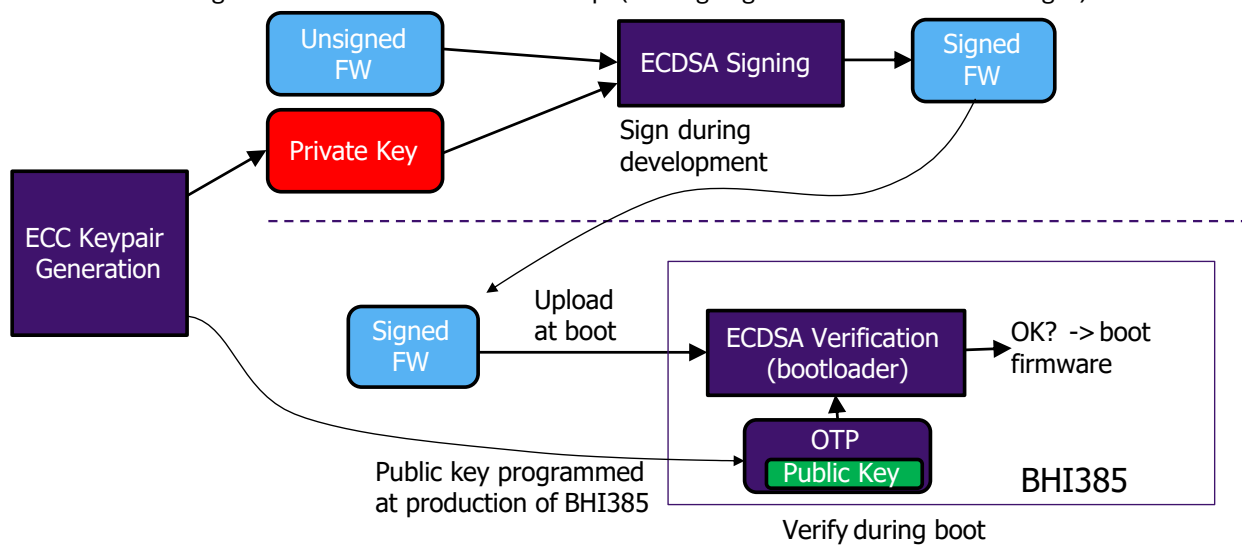 Unsigned
FW
ECDSA Signing
Signed
FW
Private Key
Sign during
development
ECC Keypair
Generation
Upload
at boot
Signed
FW
ECDSA Verification
(bootloader)
OK? -> boot
firmware
OTP
Public Key
Public key programmed
at production of BHI385
BHI385
Verify during boot